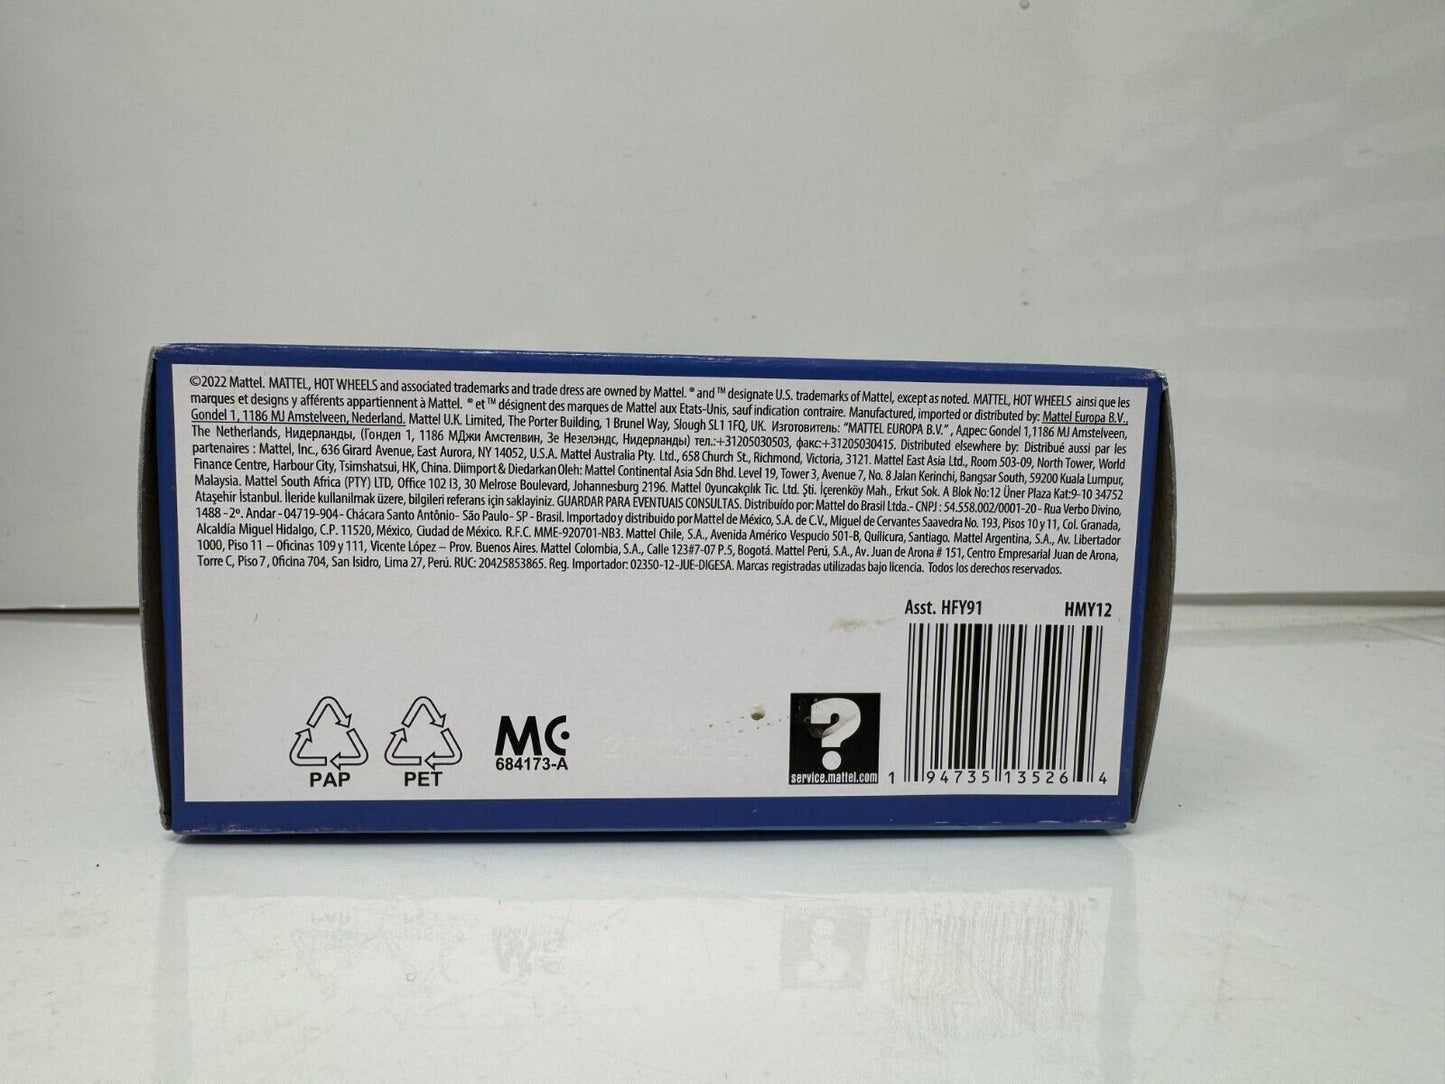 ©2022 Mattel. MATTEL, HOT WHEELS and associated trademarks and trade dress are owned by Mattel. ® and ™ designate U.S. trademarks of Mattel, except as noted. MATTEL, HOT WHEELS ainsi que les
marques et designs y afférents appartiennent à Mattel. ® et ™ désignent des marques de Mattel aux Etats-Unis, sauf indication contraire. Manufactured, imported or distributed by: Mattel Europa B.V.,
Gondel 1, 1186 MJ Amstelveen, Nederland. Mattel U.K. Limited, The Porter Building, 1 Brunel Way, Slough SL1 1FQ, UK. Изготовитель: "MATTEL EUROPA B.V." , Адрес: Gondel 1,1186 MJ Amstelveen,
The Netherlands, Нидерланды, (Гондел 1, 1186 МДжи Амстелвин, Зе Незелэндс, Нидерланды) тел.:+31205030503, факс:+31205030415. Distributed elsewhere by: Distribué aussi par les
partenaires : Mattel, Inc., 636 Girard Avenue, East Aurora, NY 14052, U.S.A. Mattel Australia Pty. Ltd., 658 Church St., Richmond, Victoria, 3121. Mattel East Asia Ltd., Room 503-09, North Tower, World
Finance Centre, Harbour City, Tsimshatsui, HK, China. Diimport & Diedarkan Oleh: Mattel Continental Asia Sdn Bhd. Level 19, Tower 3, Avenue 7, No. 8 Jalan Kerinchi, Bangsar South, 59200 Kuala Lumpur,
Malaysia. Mattel South Africa (PTY) LTD, Office 102 I3, 30 Melrose Boulevard, Johannesburg 2196. Mattel Oyuncakçılık Tic. Ltd. Şti. İçerenköy Mah., Erkut Sok. A Blok No:12 Üner Plaza Kat:9-10 34752
Ataşehir İstanbul. İleride kullanilmak üzere, bilgileri referans için saklayiniz. GUARDAR PARA EVENTUAIS CONSULTAS. Distribuído por: Mattel do Brasil Ltda.- CNPJ : 54.558.002/0001-20 - Rua Verbo Divino,
1488 - 2º. Andar - 04719-904 - Chácara Santo Antônio- São Paulo- SP - Brasil. Importado y distribuido por Mattel de México, S.A. de C.V., Miguel de Cervantes Saavedra No. 193, Pisos 10 y 11, Col. Granada,
Alcaldía Miguel Hidalgo, C.P. 11520, México, Ciudad de México. R.F.C. MME-920701-NB3. Mattel Chile, S.A., Avenida Américo Vespucio 501-B, Quilicura, Santiago. Mattel Argentina, S.A., Av. Libertador
1000, Piso 11 – Oficinas 109 y 111, Vicente López – Prov. Buenos Aires. Mattel Colombia, S.A., Calle 123#7-07 P.5, Bogotá. Mattel Perú, S.A., Av. Juan de Arona # 151, Centro Empresarial Juan de Arona,
Torre C, Piso 7, Oficina 704, San Isidro, Lima 27, Perú. RUC: 20425853865. Reg. Importador: 02350-12-JUE-DIGESA. Marcas registradas utilizadas bajo licencia. Todos los derechos reservados.
Asst. HFY91 HMY12
PAP PET
MC
684173-A
?
service.mattel.com
1 94735 13526 4